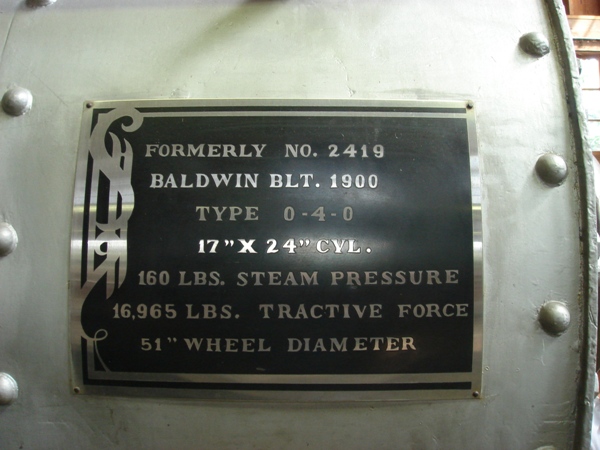 FORMERLY NO. 2419
BALDWIN BLT. 1900
TYPE 0-4-0
17" X 24" CYL.
160 LBS. STEAM PRESSURE
16,965 LBS. TRACTIVE FORCE
51" WHEEL DIAMETER